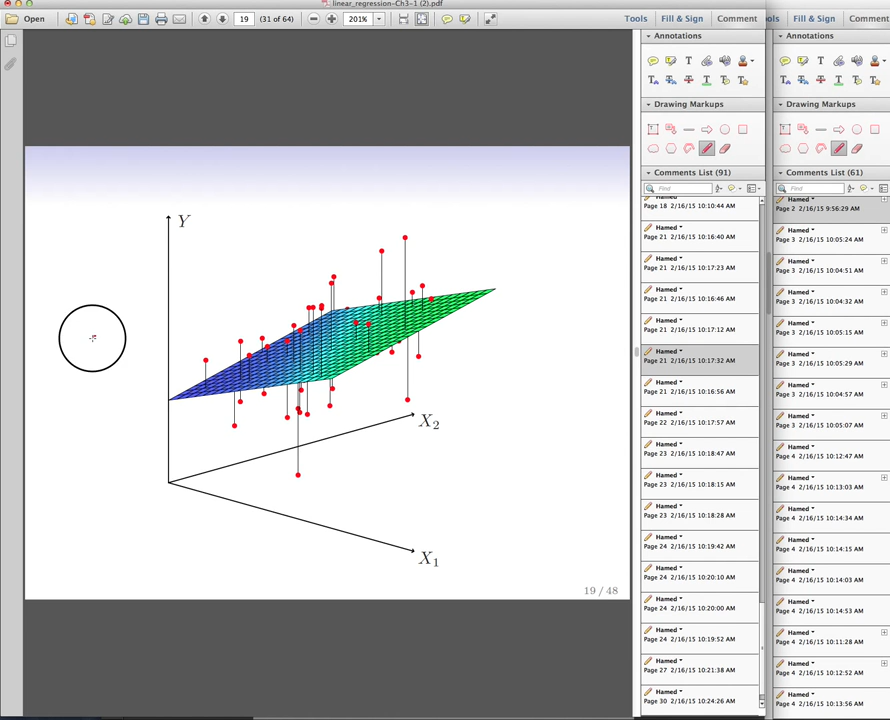 linear_regression-Ch3-1 (2).pdf
Open
19
(31 of 64)
201%
Tools
Fill & Sign
Comment
Fill & Sign
Comment
Annotations
Annotations
Drawing Markups
Drawing Markups
Comments List (91)
Comments List (61)
Find
Find
Hamed
Page 18 2/16/15 10:10:44 AM
Hamed
Page 21 2/16/15 10:16:40 AM
Hamed
Page 21 2/16/15 10:17:23 AM
Hamed
Page 21 2/16/15 10:16:46 AM
Hamed
Page 21 2/16/15 10:17:12 AM
Hamed
Page 21 2/16/15 10:17:32 AM
Hamed
Page 21 2/16/15 10:16:56 AM
Hamed
Page 22 2/16/15 10:17:57 AM
Hamed
Page 23 2/16/15 10:18:47 AM
Hamed
Page 23 2/16/15 10:18:15 AM
Hamed
Page 23 2/16/15 10:18:28 AM
Hamed
Page 24 2/16/15 10:19:42 AM
Hamed
Page 24 2/16/15 10:20:10 AM
Hamed
Page 24 2/16/15 10:20:00 AM
Hamed
Page 24 2/16/15 10:19:52 AM
Hamed
Page 27 2/16/15 10:21:38 AM
Hamed
Page 30 2/16/15 10:24:26 AM
Hamed
Page 2 2/16/15 9:56:29 AM
Hamed
Page 3 2/16/15 10:05:24 AM
Hamed
Page 3 2/16/15 10:04:51 AM
Hamed
Page 3 2/16/15 10:04:32 AM
Hamed
Page 3 2/16/15 10:05:15 AM
Hamed
Page 3 2/16/15 10:05:29 AM
Hamed
Page 3 2/16/15 10:04:57 AM
Hamed
Page 3 2/16/15 10:05:07 AM
Hamed
Page 4 2/16/15 10:12:47 AM
Hamed
Page 4 2/16/15 10:13:03 AM
Hamed
Page 4 2/16/15 10:14:34 AM
Hamed
Page 4 2/16/15 10:14:15 AM
Hamed
Page 4 2/16/15 10:14:03 AM
Hamed
Page 4 2/16/15 10:14:53 AM
Hamed
Page 4 2/16/15 10:11:28 AM
Hamed
Page 4 2/16/15 10:12:52 AM
Hamed
Page 4 2/16/15 10:13:56 AM
Y
X₂
X₁
19 / 48